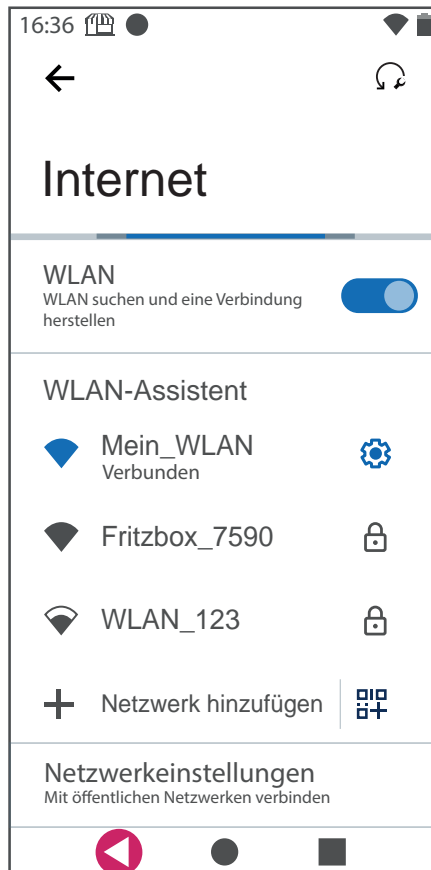 16:36
Internet
WLAN
WLAN suchen und eine Verbindung
herstellen
WLAN-Assistent
Mein_WLAN
Verbunden
Fritzbox_7590
WLAN_123
Netzwerk hinzufügen
Netzwerkeinstellungen
Mit öffentlichen Netzwerken verbinden